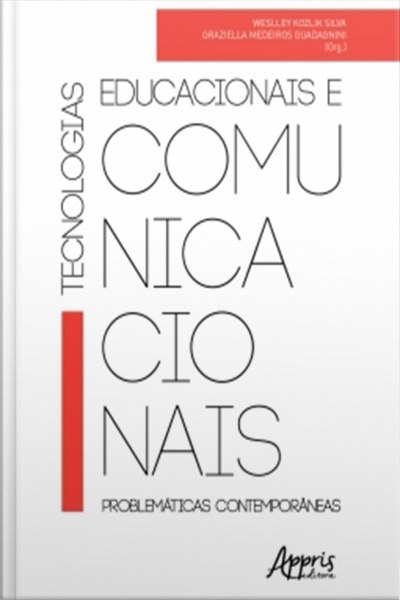 WESLLEY KOZLIK SILVA
GRAZIELLA MEDEIROS GUADAGNINI
(Org.)
TECNOLOGIAS
EDUCACIONAIS E
COMU
NICA
CIO
NAIS
PROBLEMÁTICAS CONTEMPORÂNEAS
Appris
editora